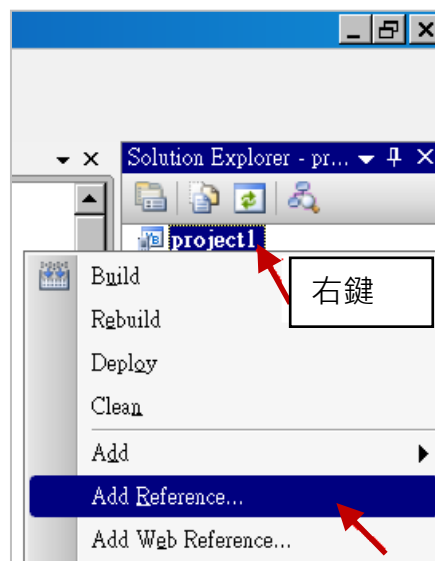 Solution Explorer - pr...
project1
右鍵
Build
Rebuild
Deploy
Clean
Add
Add Reference...
Add Web Reference...